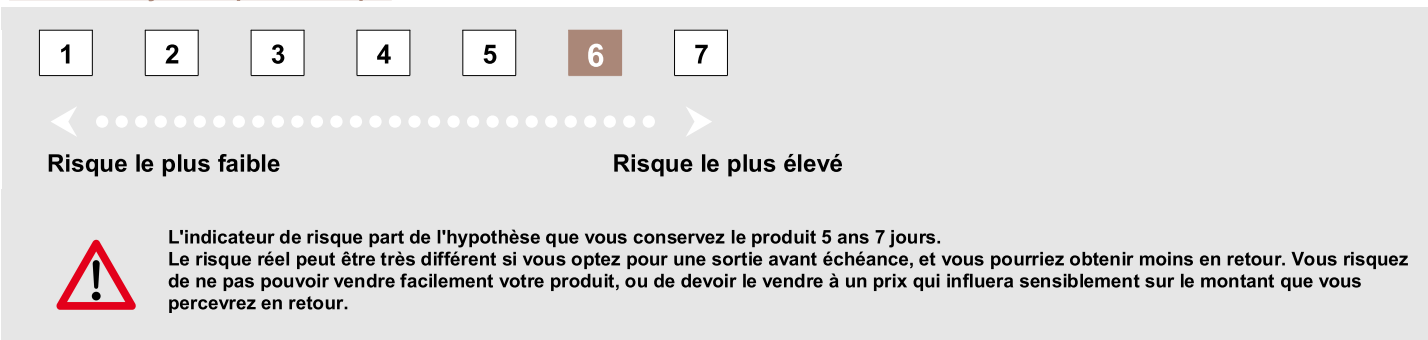 1 2 3 4 5 6 7
Risque le plus faible Risque le plus élevé
L'indicateur de risque part de l'hypothèse que vous conservez le produit 5 ans 7 jours.
Le risque réel peut être très différent si vous optez pour une sortie avant échéance, et vous pourriez obtenir moins en retour. Vous risquez
de ne pas pouvoir vendre facilement votre produit, ou de devoir le vendre à un prix qui influera sensiblement sur le montant que vous
percevrez en retour.